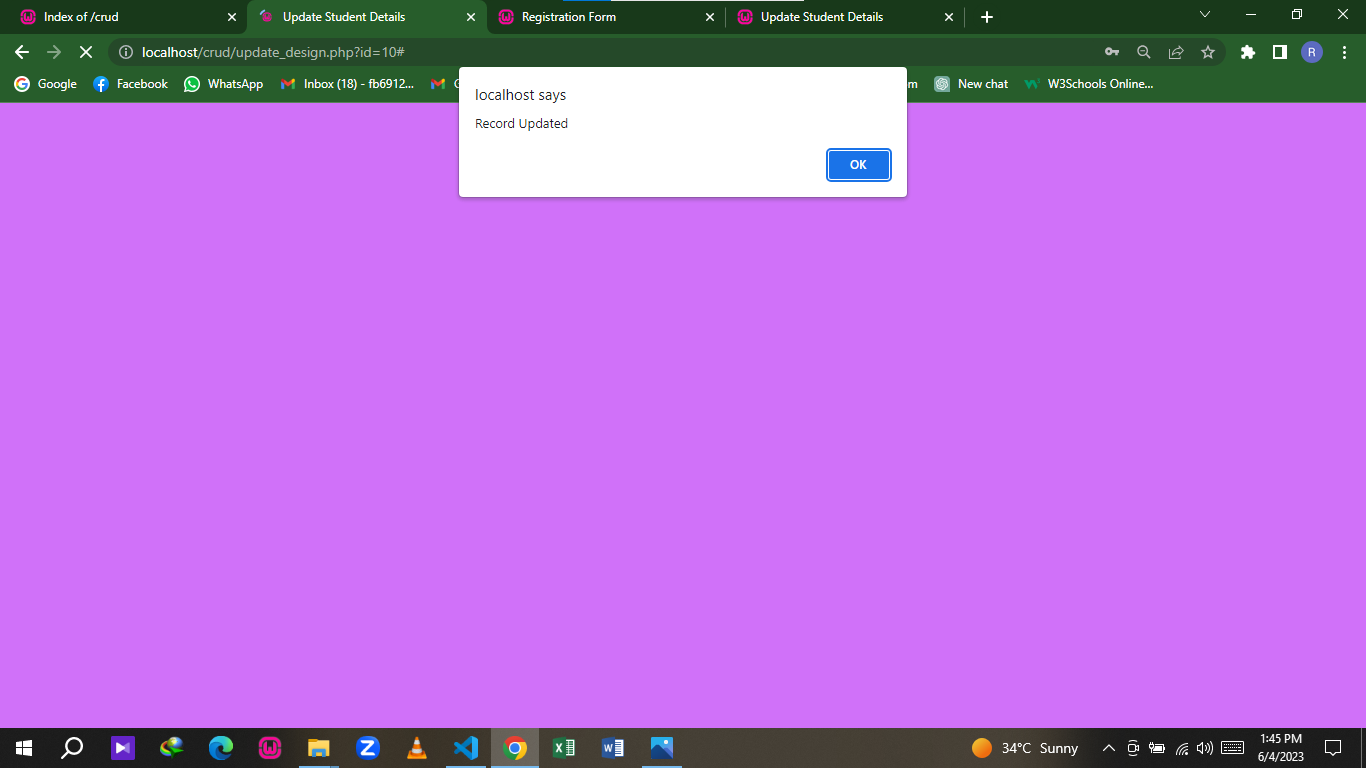 Index of /crud
Update Student Details
Registration Form
Update Student Details
localhost/crud/update_design.php?id=10#
R
Google
Facebook
WhatsApp
Inbox (18) - fb6912...
New chat
W3Schools Online...
localhost says
Record Updated
OK
34°C Sunny
1:45 PM
6/4/2023